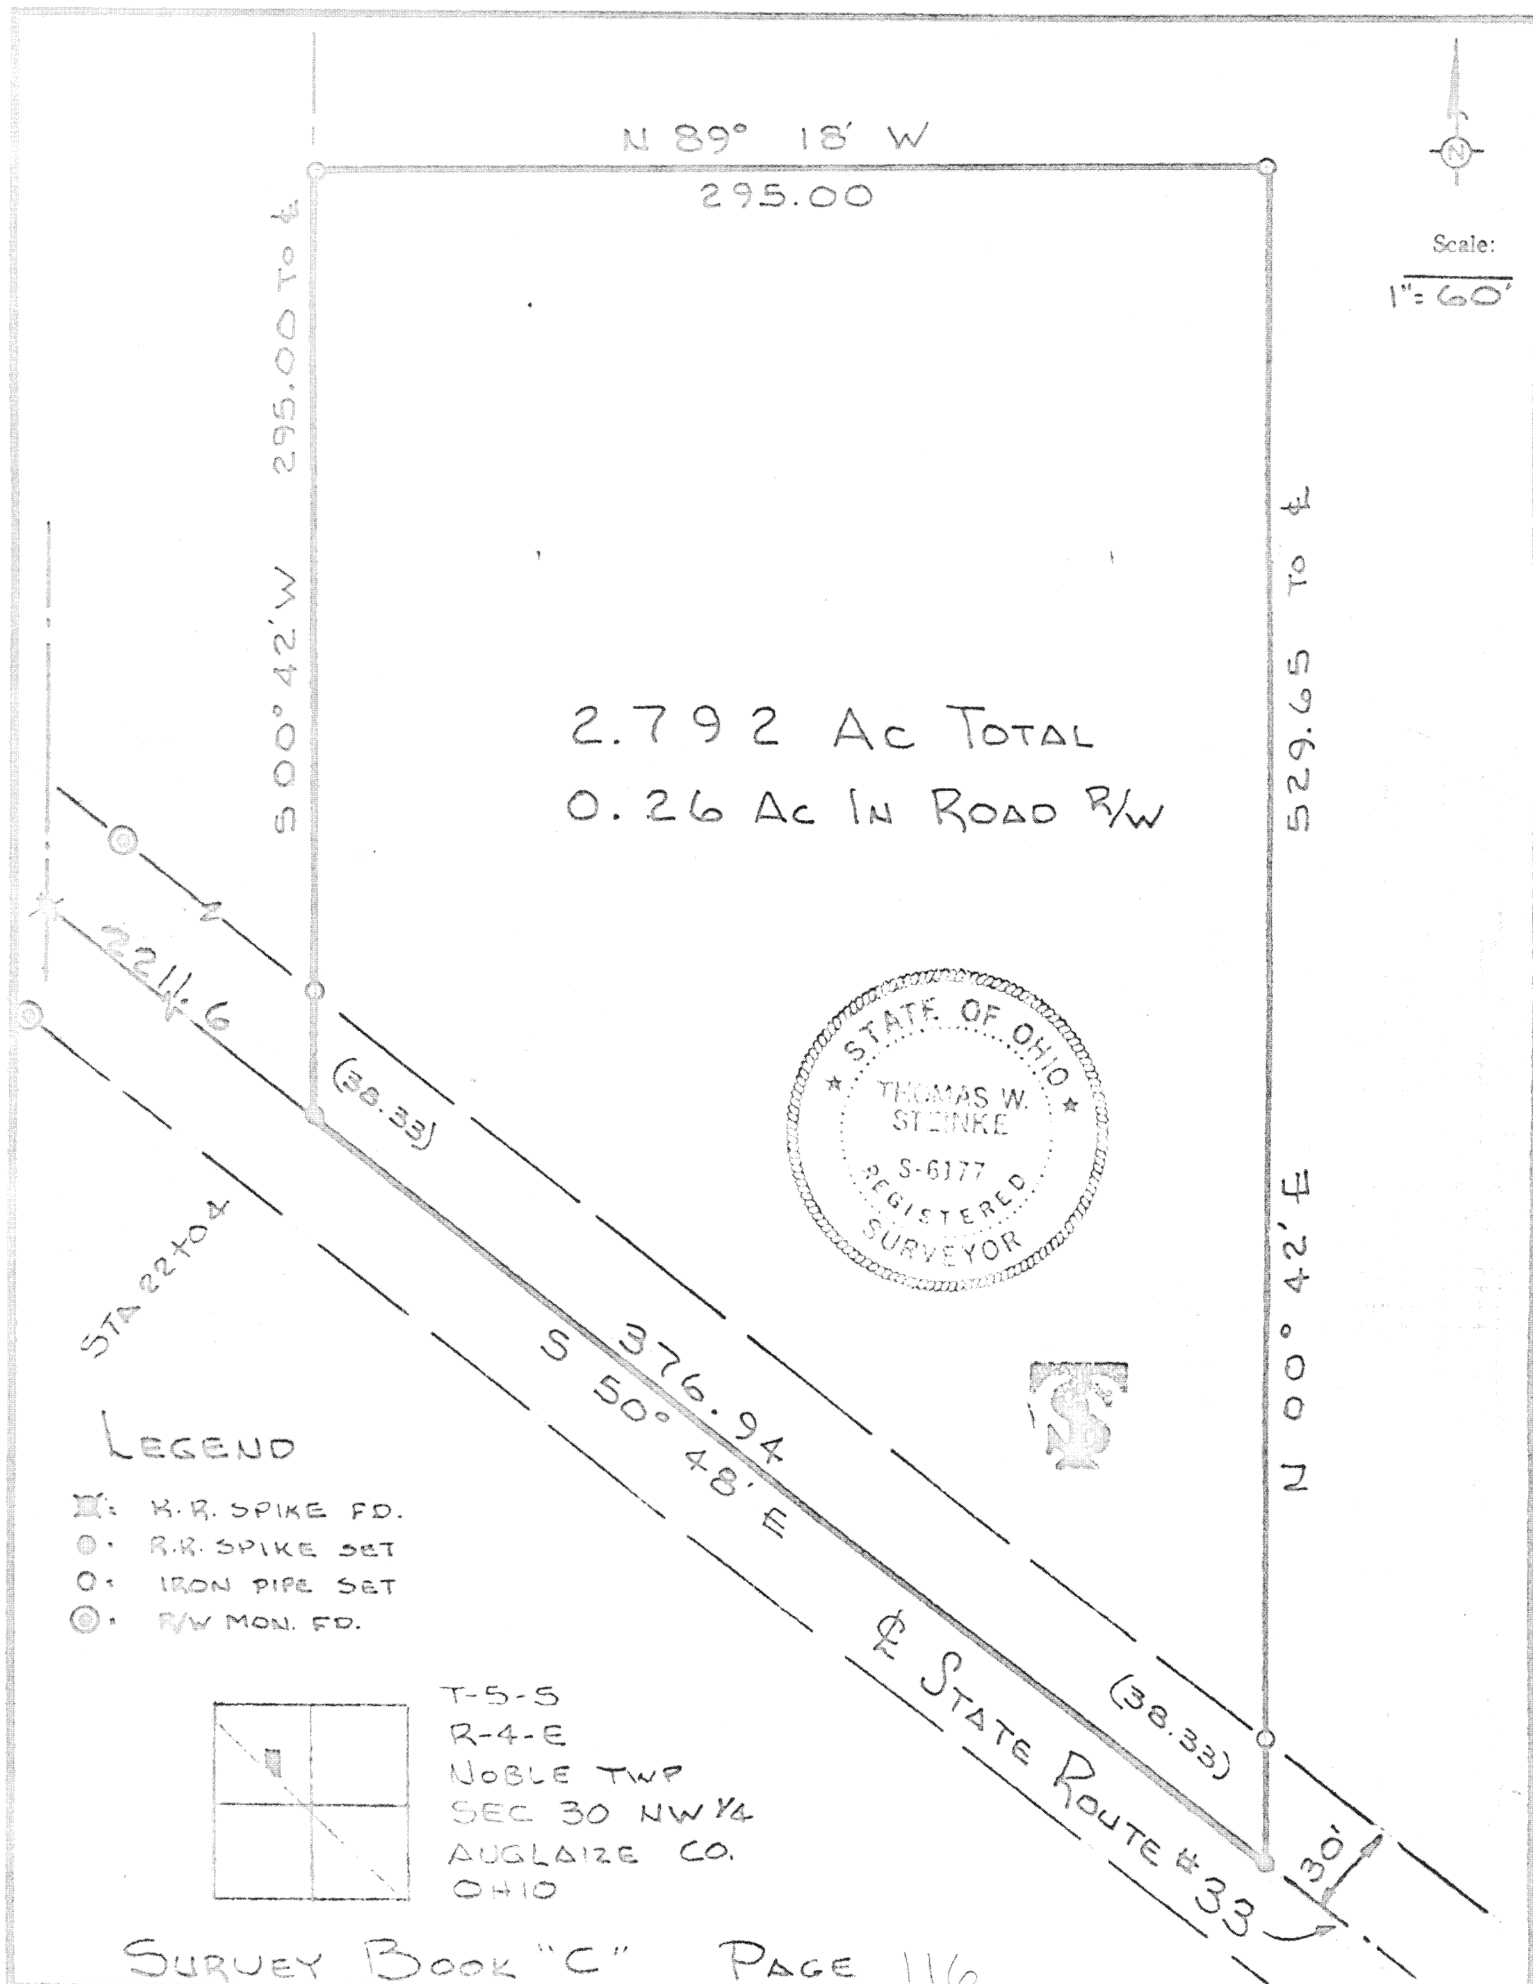 N 89° 18' W
295.00
N
Scale:
1"= 60'
S 00° 42' W 295.00 TO ℄
529.65 TO ℄
N 00° 42' E
2.792 AC TOTAL
0.26 AC IN ROAD R/W
2211.6
(38.33)
STATE OF OHIO
THOMAS W.
STEINKE
S-6177
REGISTERED
SURVEYOR
STA 22+04
376.94
S 50° 48' E
LEGEND
R.R. SPIKE FD.
R.R. SPIKE SET
IRON PIPE SET
R/W MON. FD.
℄ STATE ROUTE # 33
(38.33)
30'
T-5-S
R-4-E
NOBLE TWP
SEC 30 NW 1/4
AUGLAIZE CO.
OHIO
SURVEY BOOK "C" PAGE 116